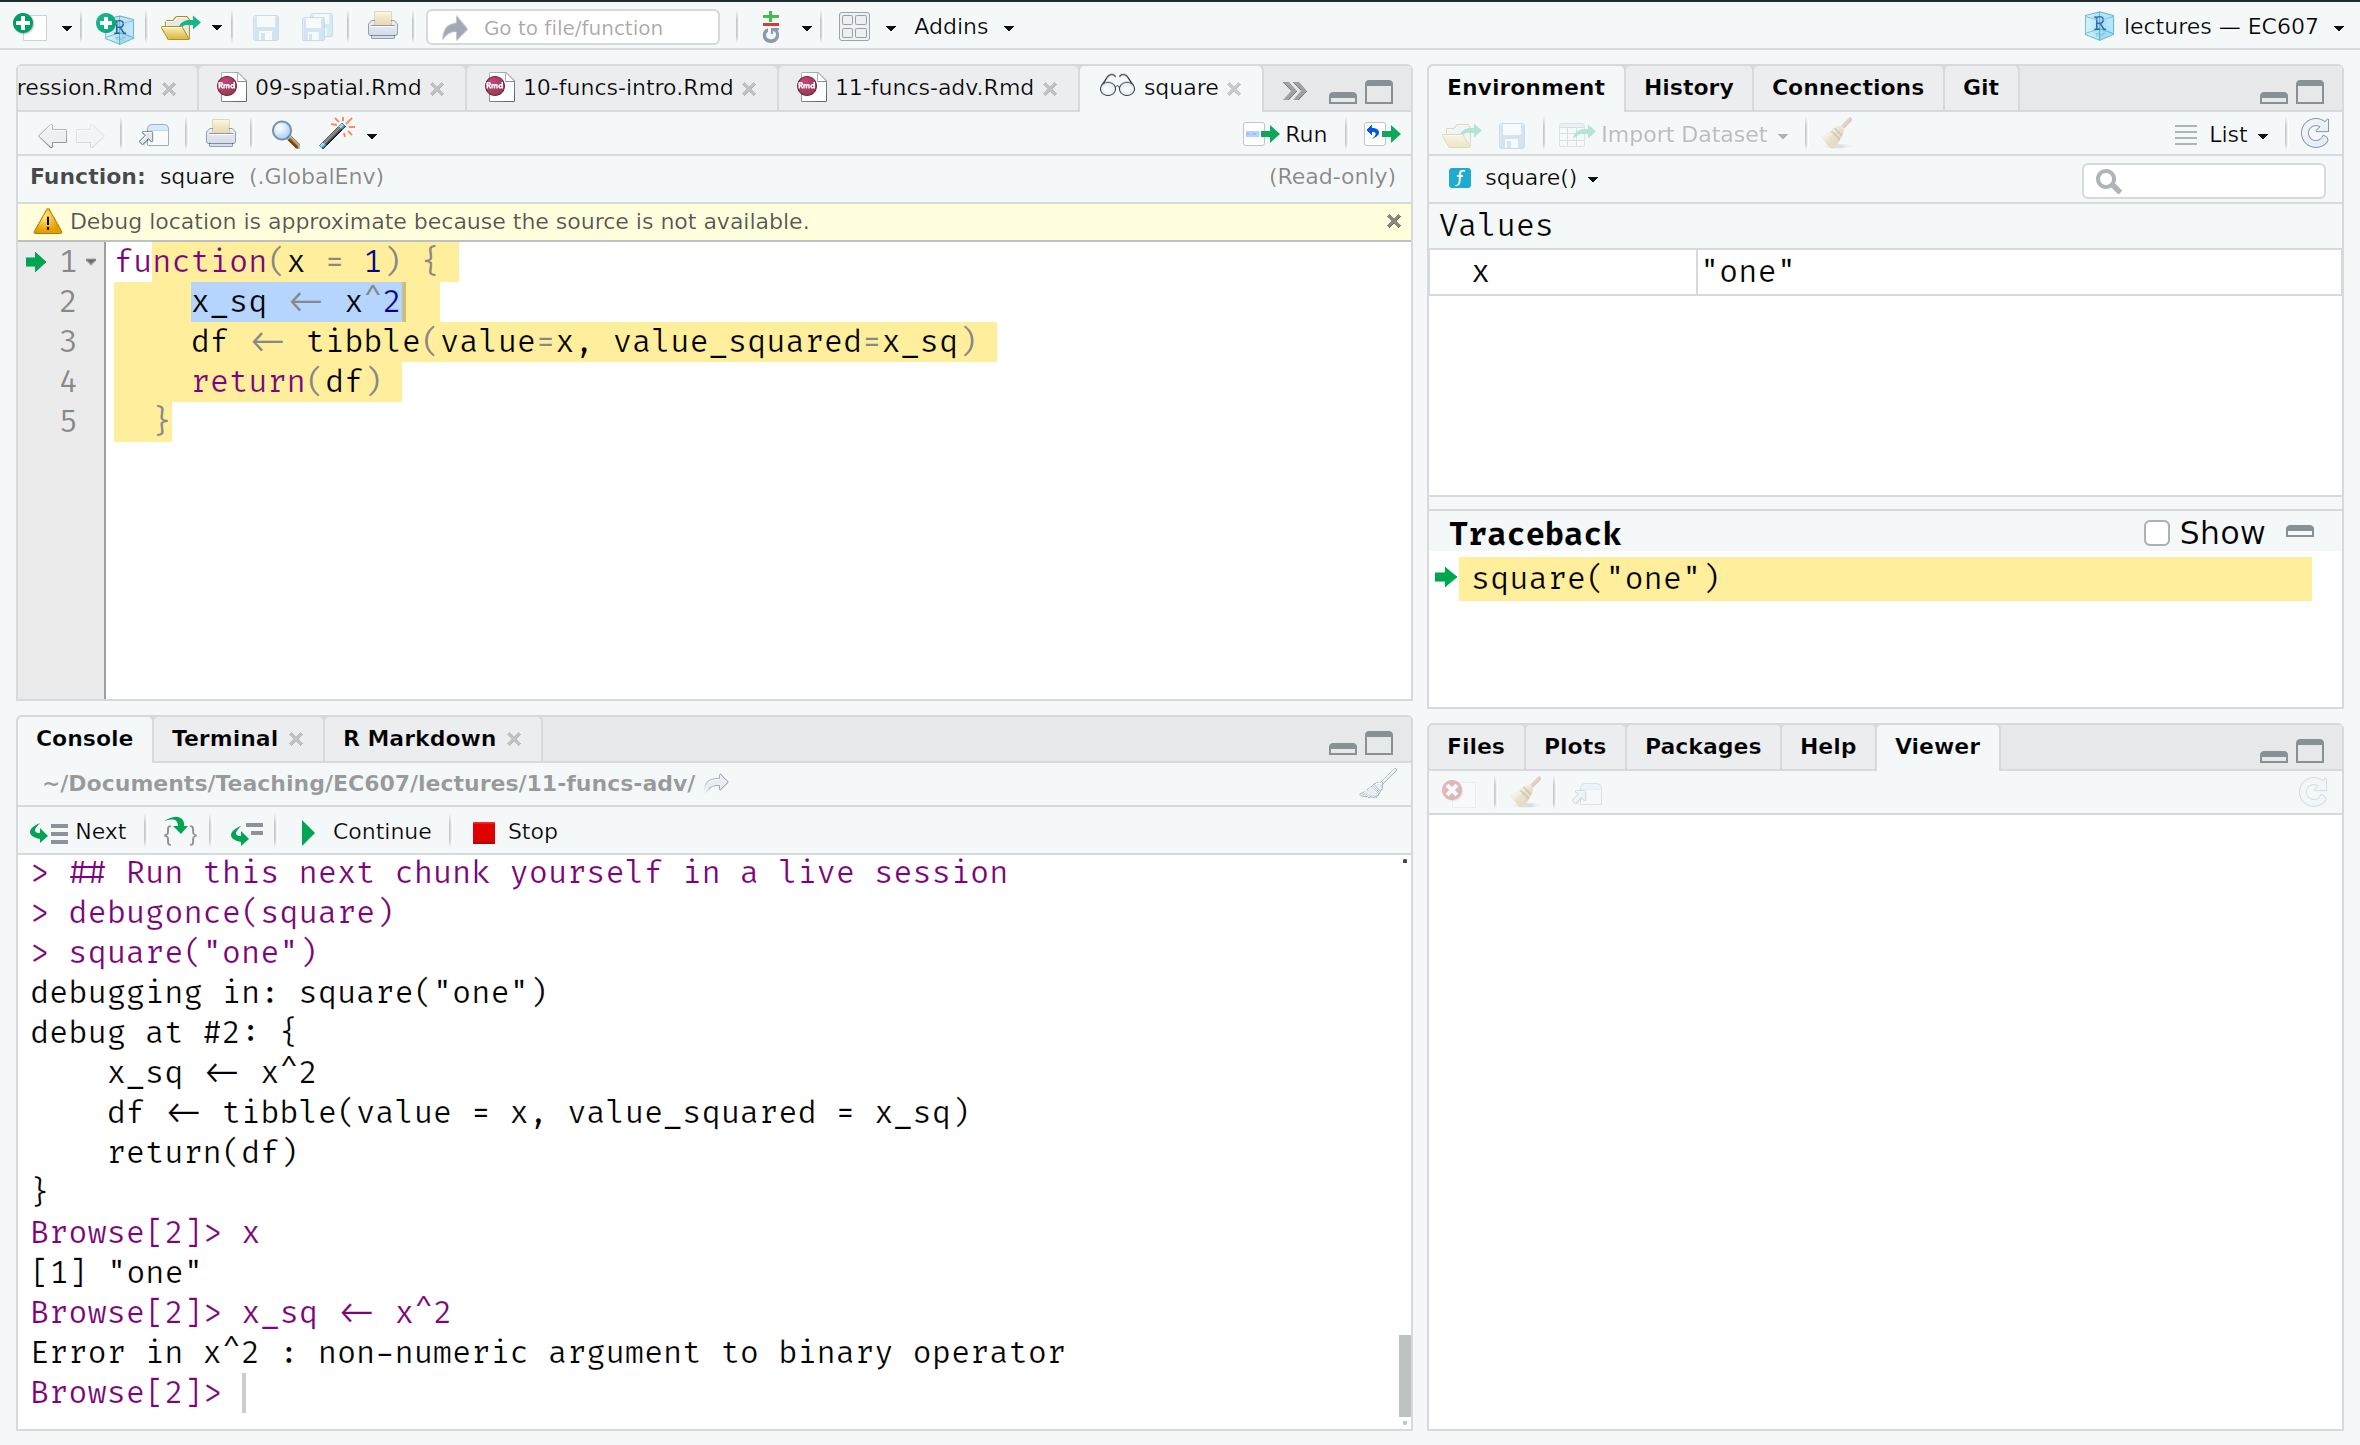 Go to file/function
Addins
lectures — EC607
ression.Rmd
09-spatial.Rmd
10-funcs-intro.Rmd
11-funcs-adv.Rmd
square
Run
Function: square (.GlobalEnv)
(Read-only)
Debug location is approximate because the source is not available.
1 function(x = 1) {
2 x_sq <- x^2
3 df <- tibble(value=x, value_squared=x_sq)
4 return(df)
5 }
Environment
History
Connections
Git
Import Dataset
List
square()
Values
x "one"
Traceback
Show
square("one")
Console
Terminal
R Markdown
~/Documents/Teaching/EC607/lectures/11-funcs-adv/
Next
Continue
Stop
> ## Run this next chunk yourself in a live session
> debugonce(square)
> square("one")
debugging in: square("one")
debug at #2: {
x_sq <- x^2
df <- tibble(value = x, value_squared = x_sq)
return(df)
}
Browse[2]> x
[1] "one"
Browse[2]> x_sq <- x^2
Error in x^2 : non-numeric argument to binary operator
Browse[2]>
Files
Plots
Packages
Help
Viewer